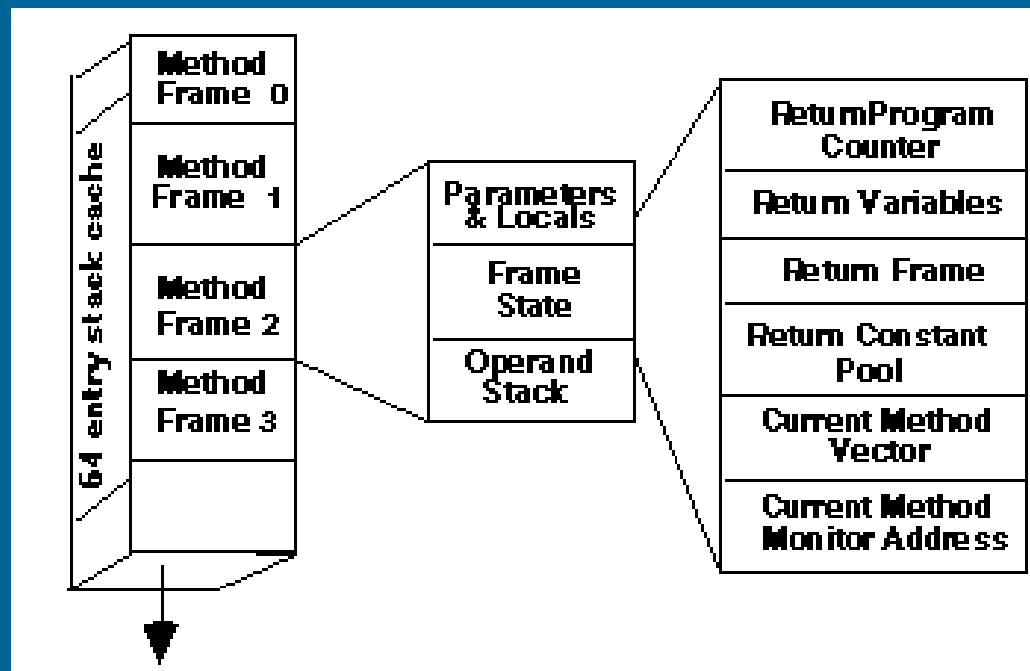 64 entry stack cache
Method
Frame 0
Method
Frame 1
Method
Frame 2
Method
Frame 3
Parameters
& Locals
Frame
State
Operand
Stack
ReturnProgram
Counter
Return Variables
Return Frame
Return Constant
Pool
Current Method
Vector
Current Method
Monitor Address